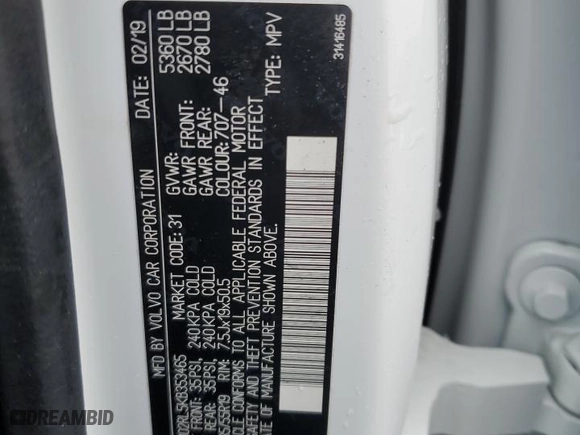 MFD. BY VOLVO CAR CORPORATION DATE: 02/19
MARKET CODE: 31 GVWR: 5360 LB
GAWR FRONT: 2670 LB
GAWR REAR: 2780 LB
COLOUR: 707-46
TYPE: MPV
35PSI, 240KPA COLD
REAR: 35PSI, 240KPA COLD
RIM: 7.5Jx19x50.5
CONFORMS TO ALL APPLICABLE FEDERAL MOTOR
SAFETY AND THEFT PREVENTION STANDARDS IN EFFECT
DATE OF MANUFACTURE SHOWN ABOVE.
31416485
DREAMBID